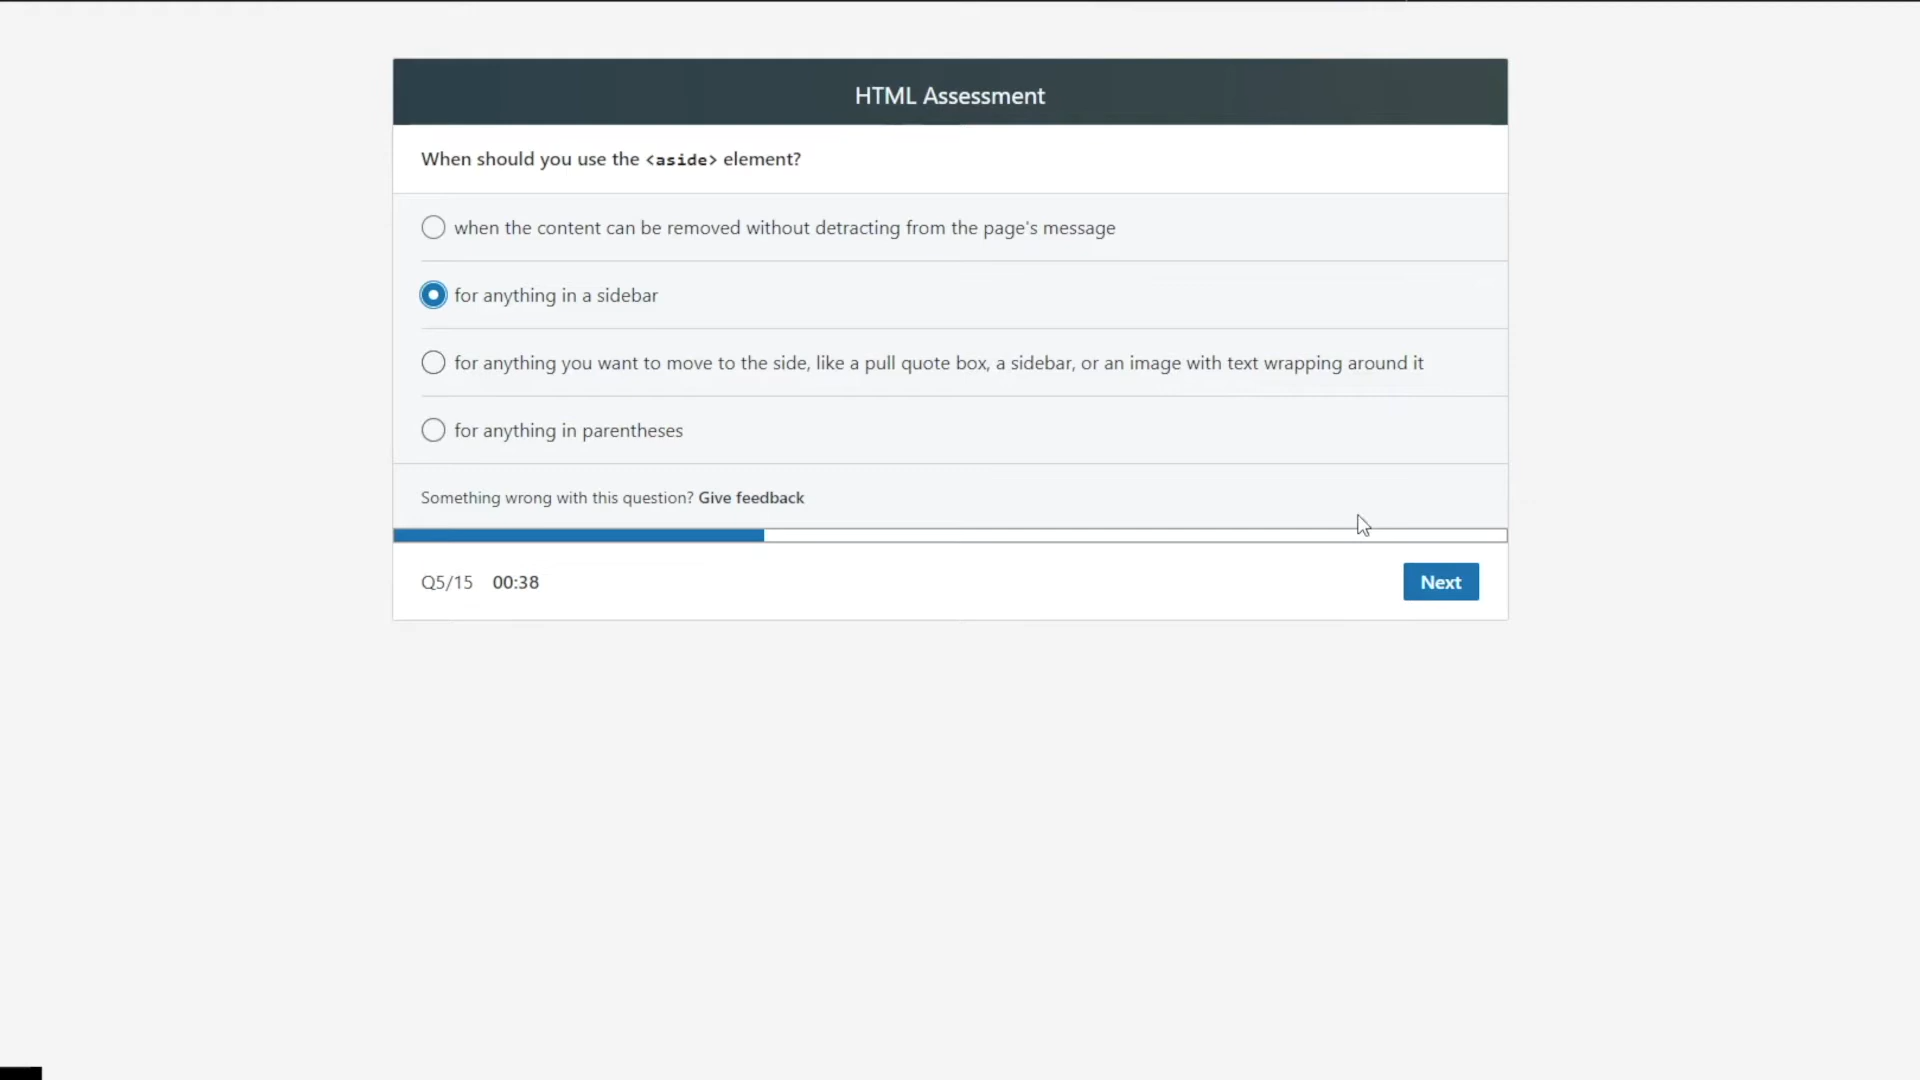 HTML Assessment
When should you use the <aside> element?
when the content can be removed without detracting from the page's message
for anything in a sidebar
for anything you want to move to the side, like a pull quote box, a sidebar, or an image with text wrapping around it
for anything in parentheses
Something wrong with this question? Give feedback
Q5/15 00:38
Next